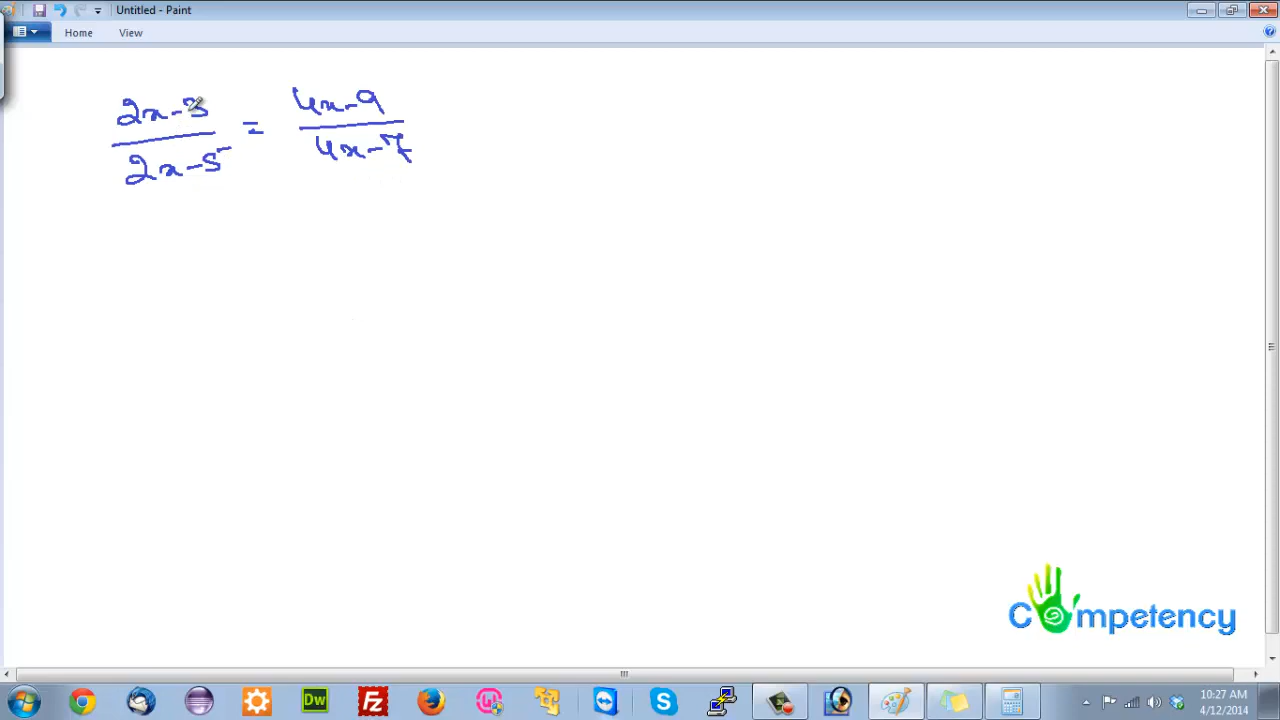 Untitled - Paint
Home View
2x-3 = 4x-9
2x-5 4x-7
Competency
Dw
10:27 AM
4/12/2014